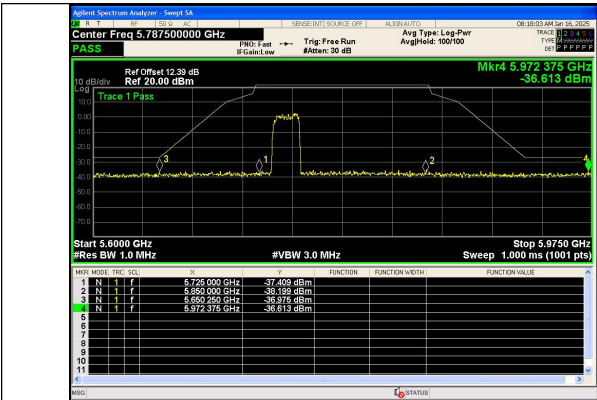 Agilent Spectrum Analyzer - Swept SA
R T RF 50 Ω AC SENSE:INT SOURCE OFF ALIGN AUTO 08:18:03 AM Jan 16, 2025
Center Freq 5.787500000 GHz
PNO: Fast
IFGain:Low
Trig: Free Run
#Atten: 30 dB
Avg Type: Log-Pwr
Avg|Hold: 100/100
TRACE 1 2 3 4 5 6
TYPE
DET P P P P P P
PASS
Ref Offset 12.39 dB
Ref 20.00 dBm
10 dB/div
Log
Mkr4 5.972 375 GHz
-36.613 dBm
Trace 1 Pass
10.0
0.00
-10.0
-20.0
-30.0
-40.0
-50.0
-60.0
-70.0
3
1
2
4
Start 5.6000 GHz
#Res BW 1.0 MHz
#VBW 3.0 MHz
Stop 5.9750 GHz
Sweep 1.000 ms (1001 pts)
MKR MODE TRC SCL X Y FUNCTION FUNCTION WIDTH FUNCTION VALUE
1 N 1 f 5.725 000 GHz -37.409 dBm
2 N 1 f 5.850 000 GHz -38.199 dBm
3 N 1 f 5.650 250 GHz -36.975 dBm
4 N 1 f 5.972 375 GHz -36.613 dBm
5
6
7
8
9
10
11
MSG
STATUS